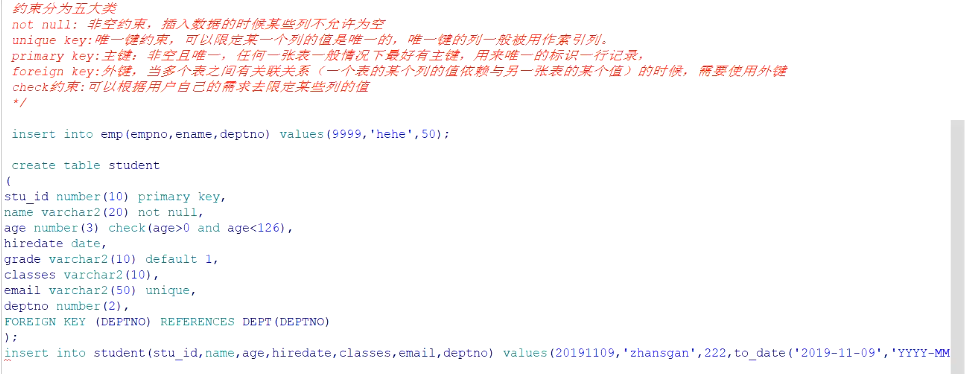 约束分为五大类
not null: 非空约束，插入数据的时候某些列不允许为空
unique key:唯一键约束，可以限定某一个列的值是唯一的，唯一键的列一般被用作索引列。
primary key:主键：非空且唯一，任何一张表一般情况下最好有主键，用来唯一的标识一行记录，
foreign key:外键，当多个表之间有关联关系（一个表的某个列的值依赖与另一张表的某个值）的时候，需要使用外键
check约束:可以根据用户自己的需求去限定某些列的值
*/
insert into emp(empno,ename,deptno) values(9999,'hehe',50);
create table student
(
stu_id number(10) primary key,
name varchar2(20) not null,
age number(3) check(age>0 and age<126),
hiredate date,
grade varchar2(10) default 1,
classes varchar2(10),
email varchar2(50) unique,
deptno number(2),
FOREIGN KEY (DEPTNO) REFERENCES DEPT(DEPTNO)
);
insert into student(stu_id,name,age,hiredate,classes,email,deptno) values(20191109,'zhansgan',222,to_date('2019-11-09','YYYY-MM